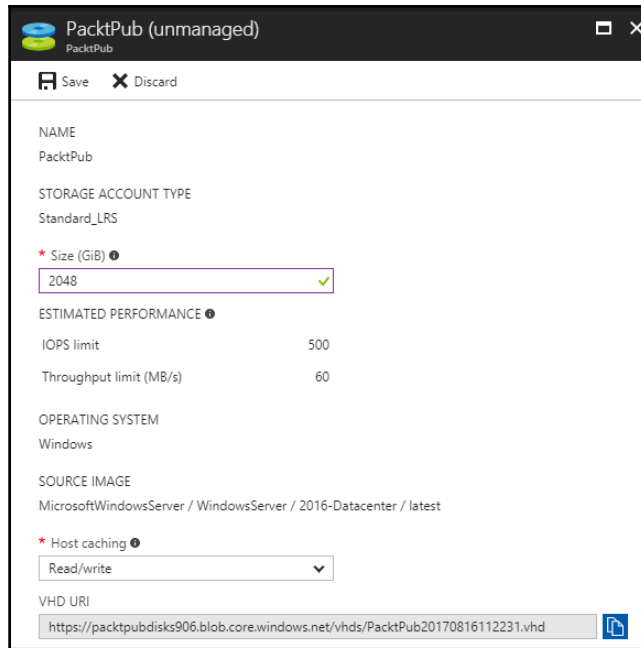 PacktPub (unmanaged)
PacktPub
Save Discard
NAME
PacktPub
STORAGE ACCOUNT TYPE
Standard_LRS
* Size (GiB)
2048
ESTIMATED PERFORMANCE
IOPS limit 500
Throughput limit (MB/s) 60
OPERATING SYSTEM
Windows
SOURCE IMAGE
MicrosoftWindowsServer / WindowsServer / 2016-Datacenter / latest
* Host caching
Read/write
VHD URI
https://packtpubdisks906.blob.core.windows.net/vhds/PacktPub20170816112231.vhd